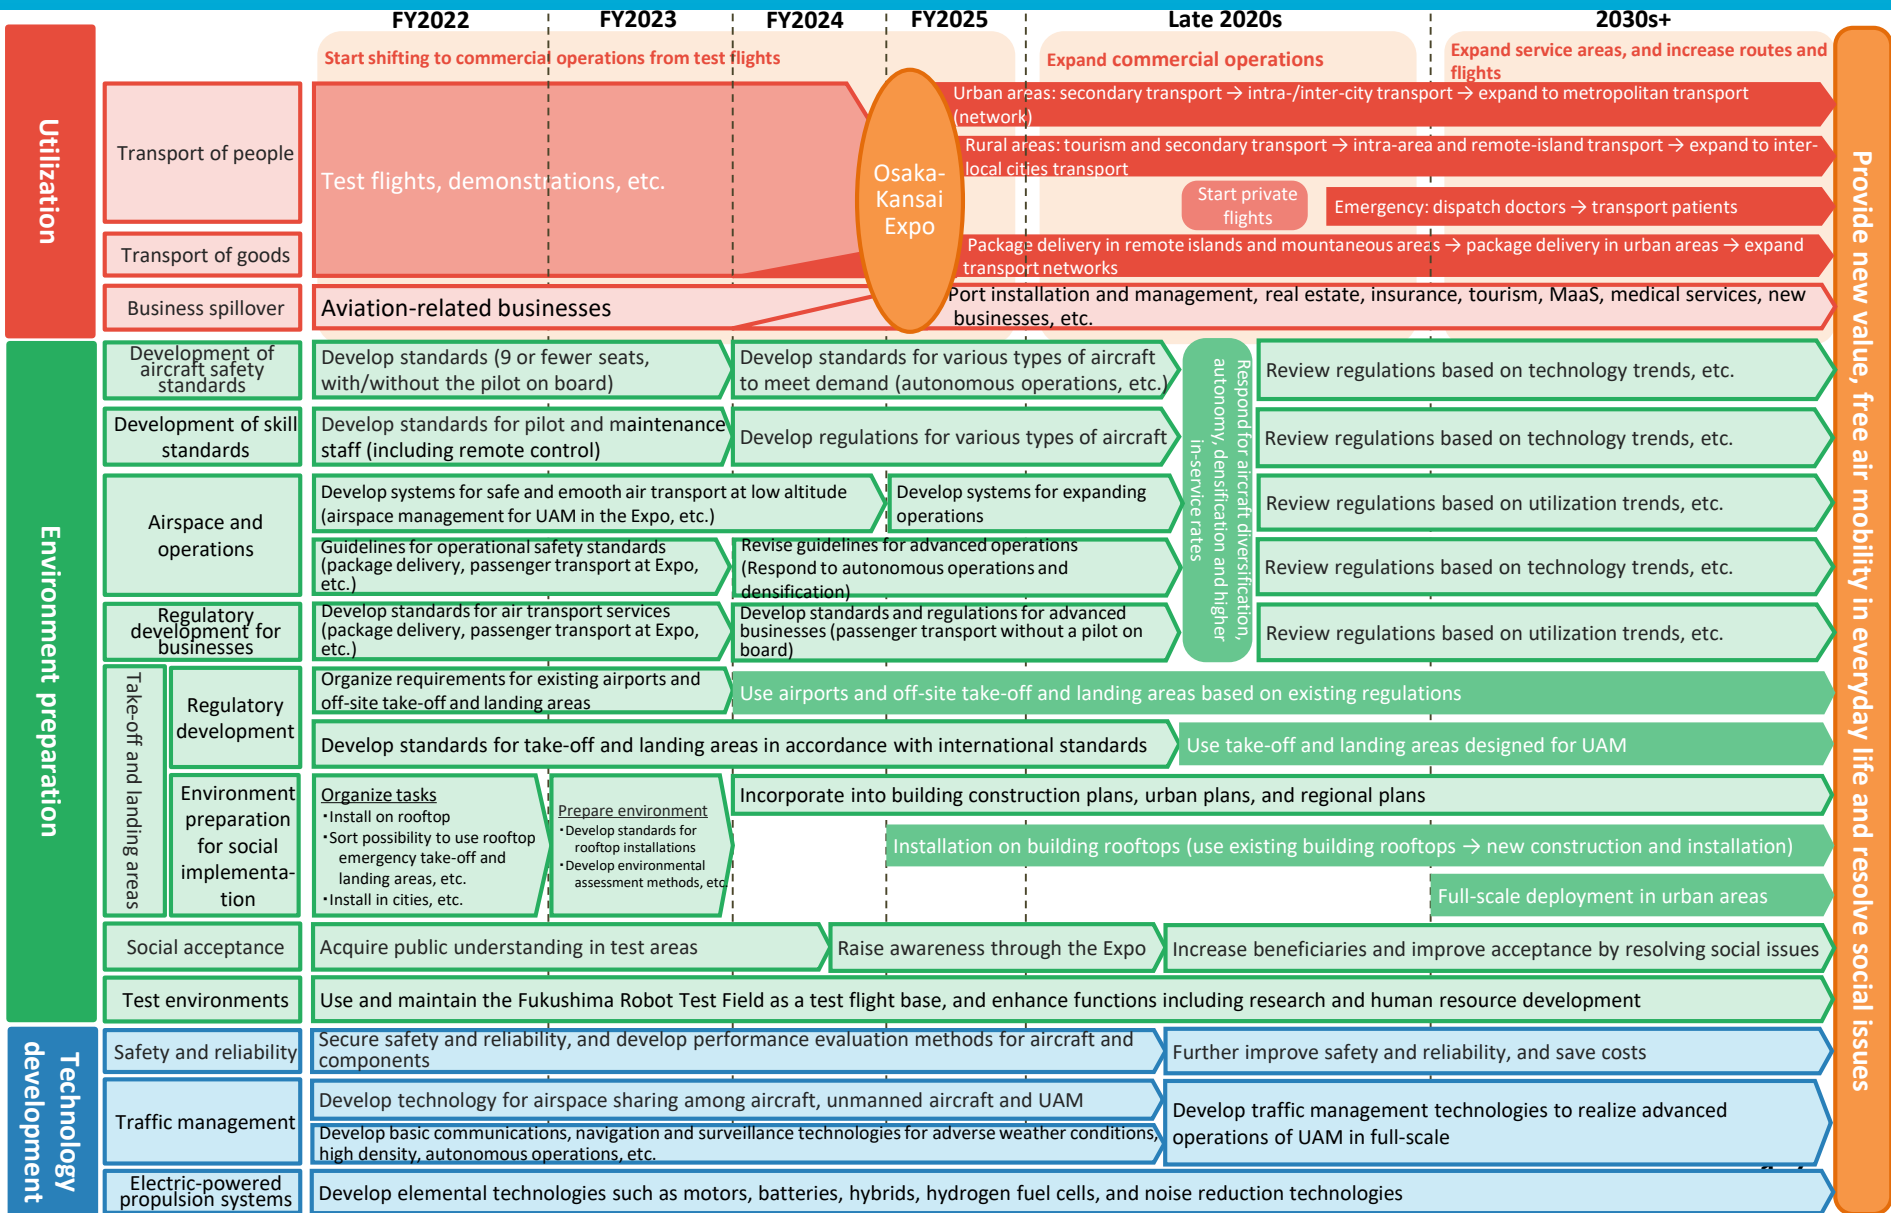 FY2022
FY2023
FY2024
FY2025
Late 2020s
2030s+
Utilization
Start shifting to commercial operations from test flights
Expand commercial operations
Expand service areas, and increase routes and
flights
Transport of people
Test flights, demonstrations, etc.
Osaka-
Kansai
Expo
Urban areas: secondary transport → intra-/inter-city transport → expand to metropolitan transport
(network)
Rural areas: tourism and secondary transport → intra-area and remote-island transport → expand to inter-
local cities transport
Start private
flights
Emergency: dispatch doctors → transport patients
Transport of goods
Package delivery in remote islands and mountaneous areas → package delivery in urban areas → expand
transport networks
Business spillover
Aviation-related businesses
Port installation and management, real estate, insurance, tourism, MaaS, medical services, new
businesses, etc.
Environment preparation
Development of
aircraft safety
standards
Develop standards (9 or fewer seats,
with/without the pilot on board)
Develop standards for various types of aircraft
to meet demand (autonomous operations, etc.)
Respond for aircraft diversification,
autonomy, densification and higher
in-service rates
Review regulations based on technology trends, etc.
Development of skill
standards
Develop standards for pilot and maintenance
staff (including remote control)
Develop regulations for various types of aircraft
Review regulations based on technology trends, etc.
Airspace and
operations
Develop systems for safe and emooth air transport at low altitude
(airspace management for UAM in the Expo, etc.)
Develop systems for expanding
operations
Review regulations based on utilization trends, etc.
Guidelines for operational safety standards
(package delivery, passenger transport at Expo,
etc.)
Revise guidelines for advanced operations
(Respond to autonomous operations and
densification)
Review regulations based on technology trends, etc.
Regulatory
development for
businesses
Develop standards for air transport services
(package delivery, passenger transport at Expo,
etc.)
Develop standards and regulations for advanced
businesses (passenger transport without a pilot on
board)
Review regulations based on utilization trends, etc.
Take-off and landing areas
Regulatory
development
Organize requirements for existing airports and
off-site take-off and landing areas
Use airports and off-site take-off and landing areas based on existing regulations
Develop standards for take-off and landing areas in accordance with international standards
Use take-off and landing areas designed for UAM
Environment
preparation
for social
implementa-
tion
Organize tasks
・Install on rooftop
・Sort possibility to use rooftop
emergency take-off and
landing areas, etc.
・Install in cities, etc.
Prepare environment
・Develop standards for
rooftop installations
・Develop environmental
assessment methods, etc.
Incorporate into building construction plans, urban plans, and regional plans
Installation on building rooftops (use existing building rooftops → new construction and installation)
Full-scale deployment in urban areas
Social acceptance
Acquire public understanding in test areas
Raise awareness through the Expo
Increase beneficiaries and improve acceptance by resolving social issues
Test environments
Use and maintain the Fukushima Robot Test Field as a test flight base, and enhance functions including research and human resource development
Technology
development
Safety and reliability
Secure safety and reliability, and develop performance evaluation methods for aircraft and
components
Further improve safety and reliability, and save costs
Traffic management
Develop technology for airspace sharing among aircraft, unmanned aircraft and UAM
Develop basic communications, navigation and surveillance technologies for adverse weather conditions,
high density, autonomous operations, etc.
Develop traffic management technologies to realize advanced
operations of UAM in full-scale
Electric-powered
propulsion systems
Develop elemental technologies such as motors, batteries, hybrids, hydrogen fuel cells, and noise reduction technologies
Provide new value, free air mobility in everyday life and resolve social issues